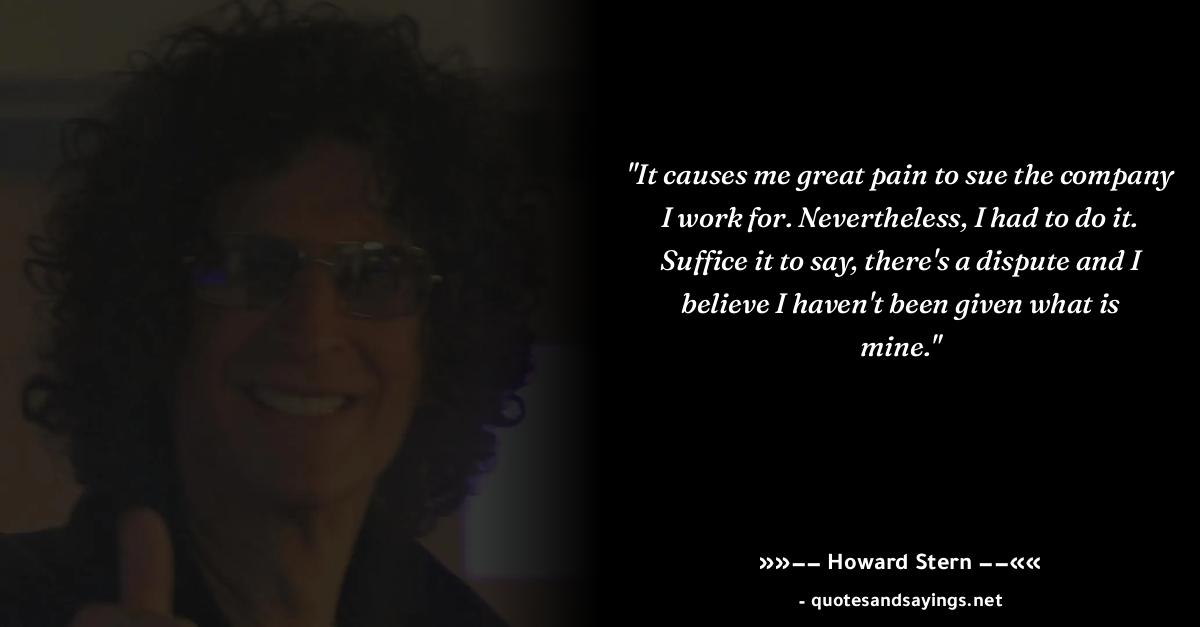 "It causes me great pain to sue the company
I work for. Nevertheless, I had to do it.
Suffice it to say, there's a dispute and I
believe I haven't been given what is
mine."
»»−− Howard Stern −−««
- quotesandsayings.net